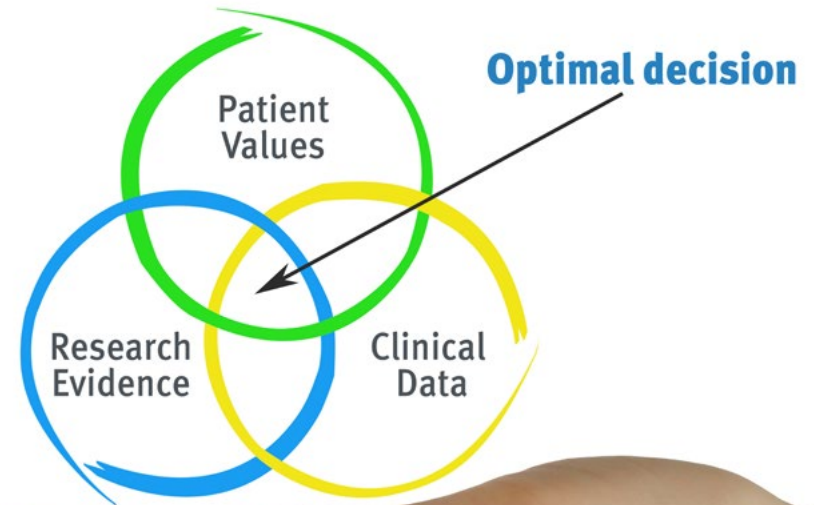 Patient
Values
Optimal decision
Research
Evidence
Clinical
Data